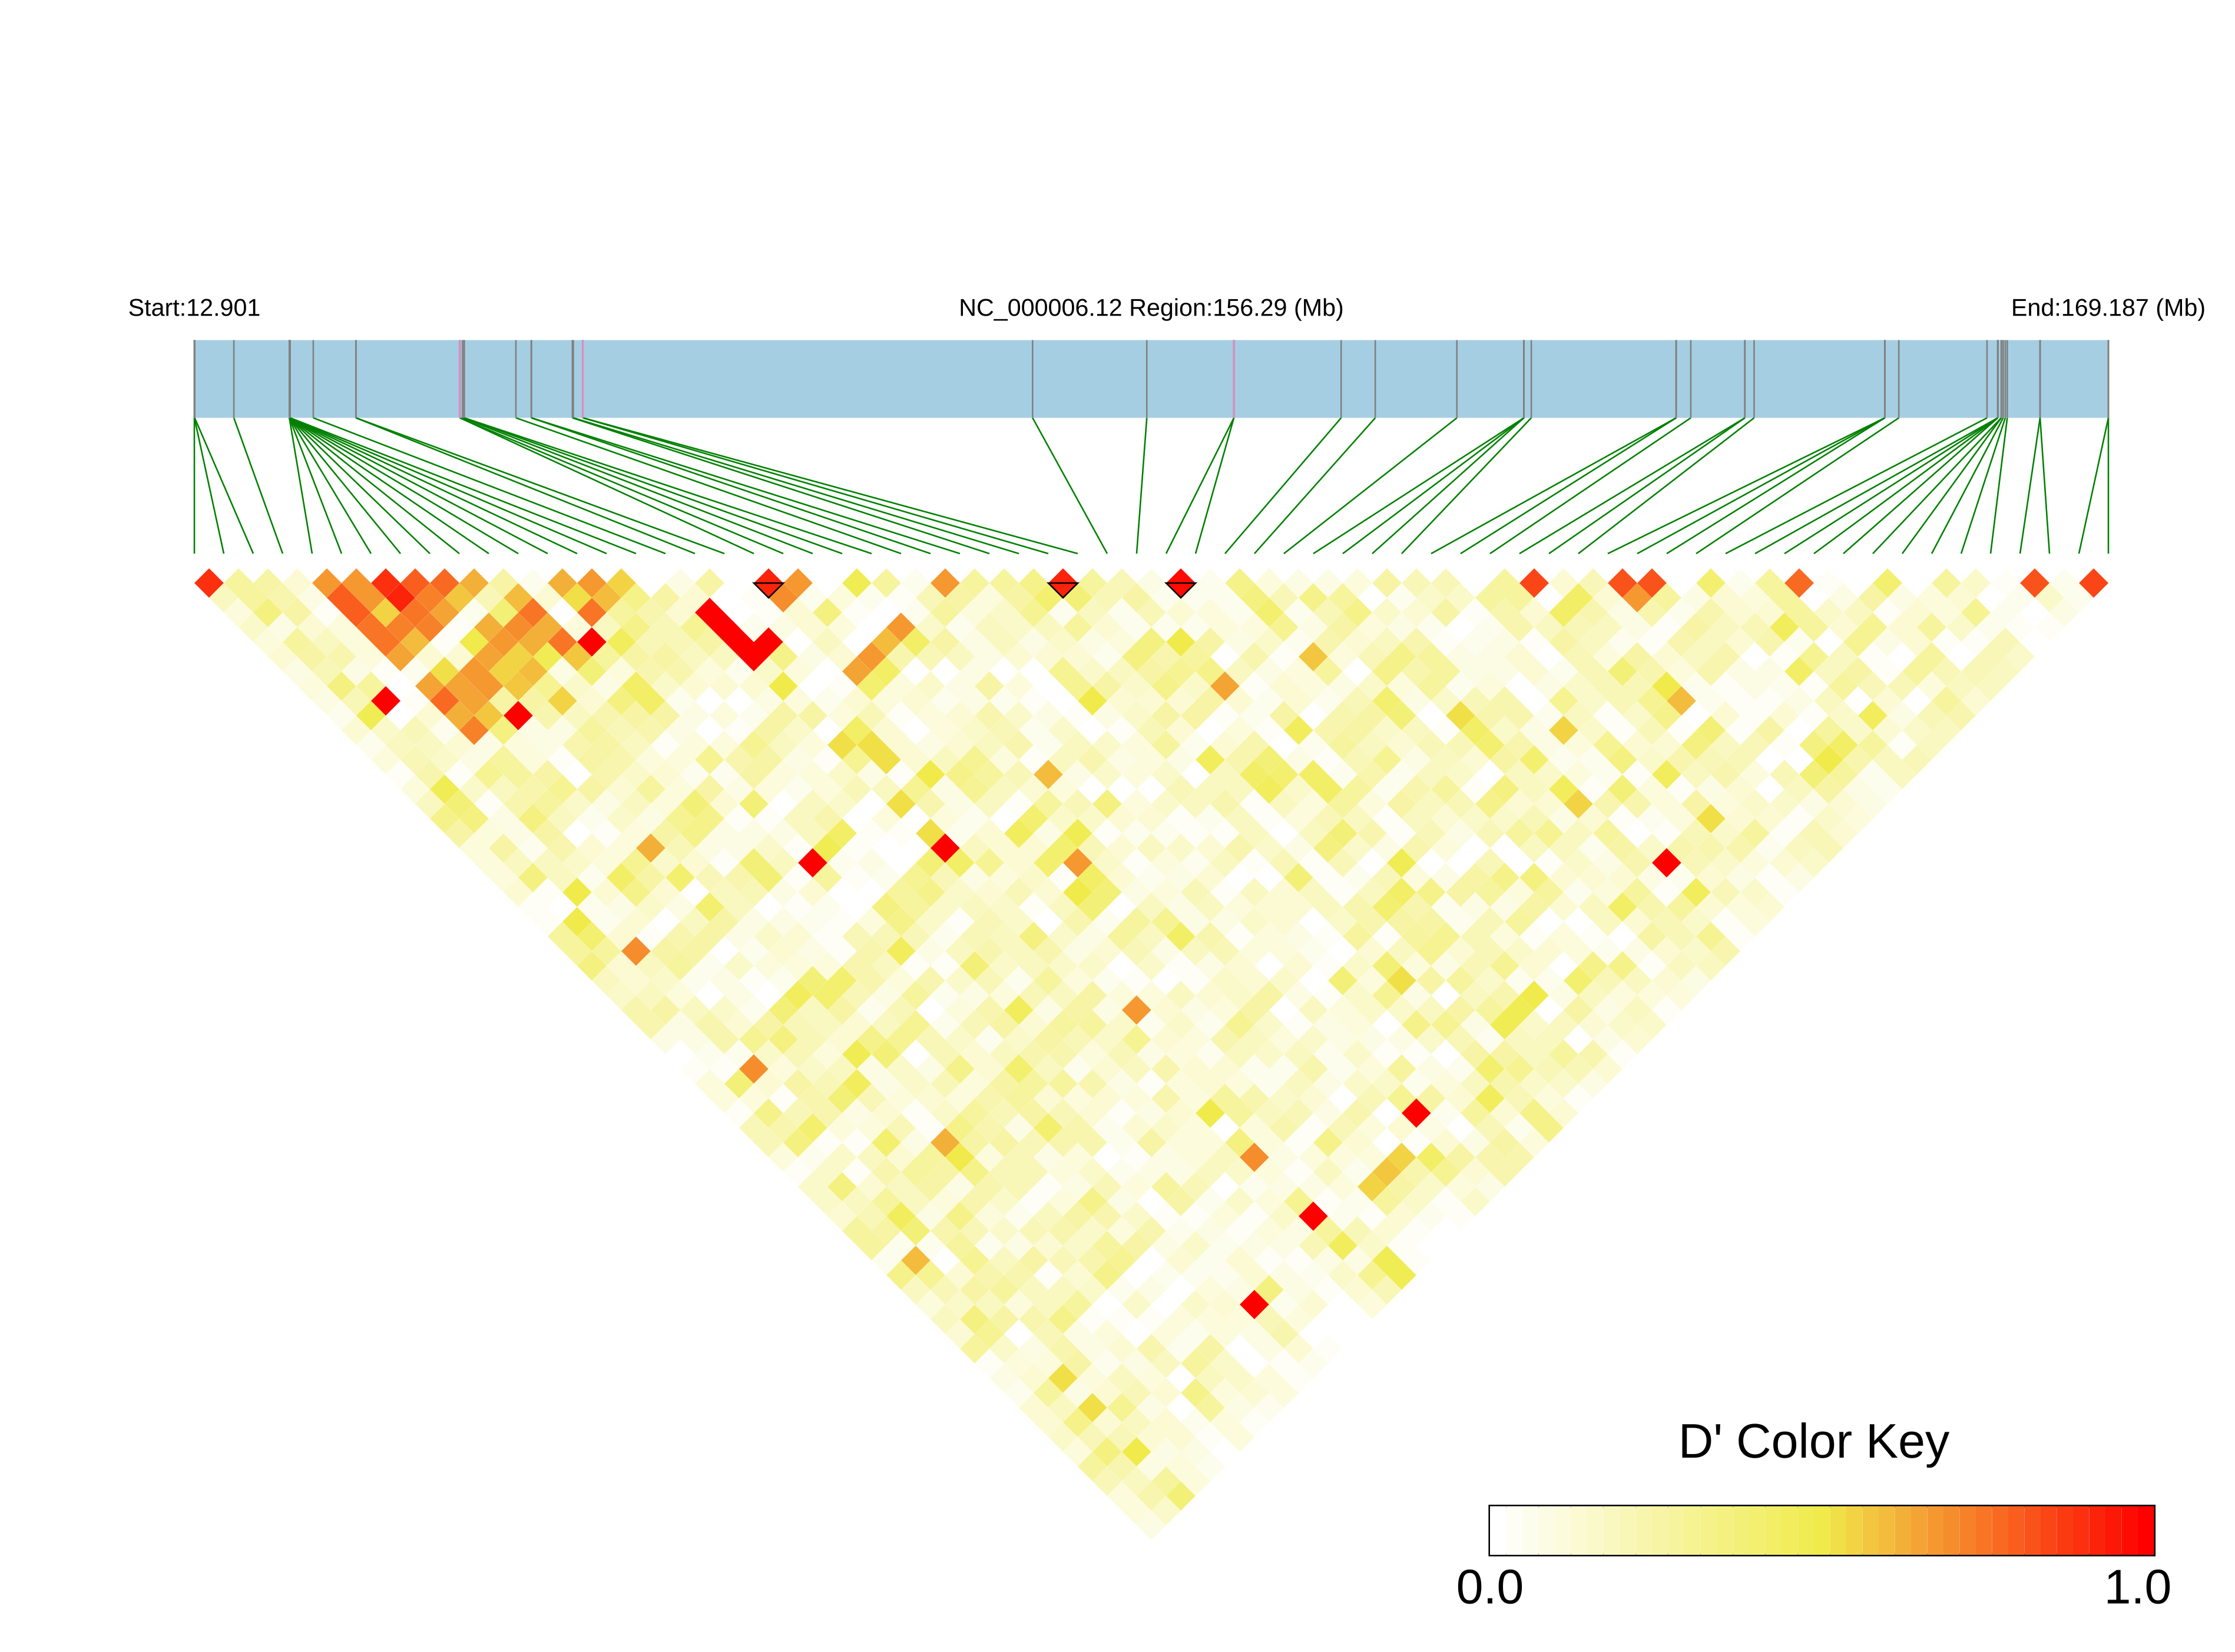 Start:12.901 NC_000006.12 Region:156.29 (Mb) End:169.187 (Mb)
D' Color Key
0.0 1.0